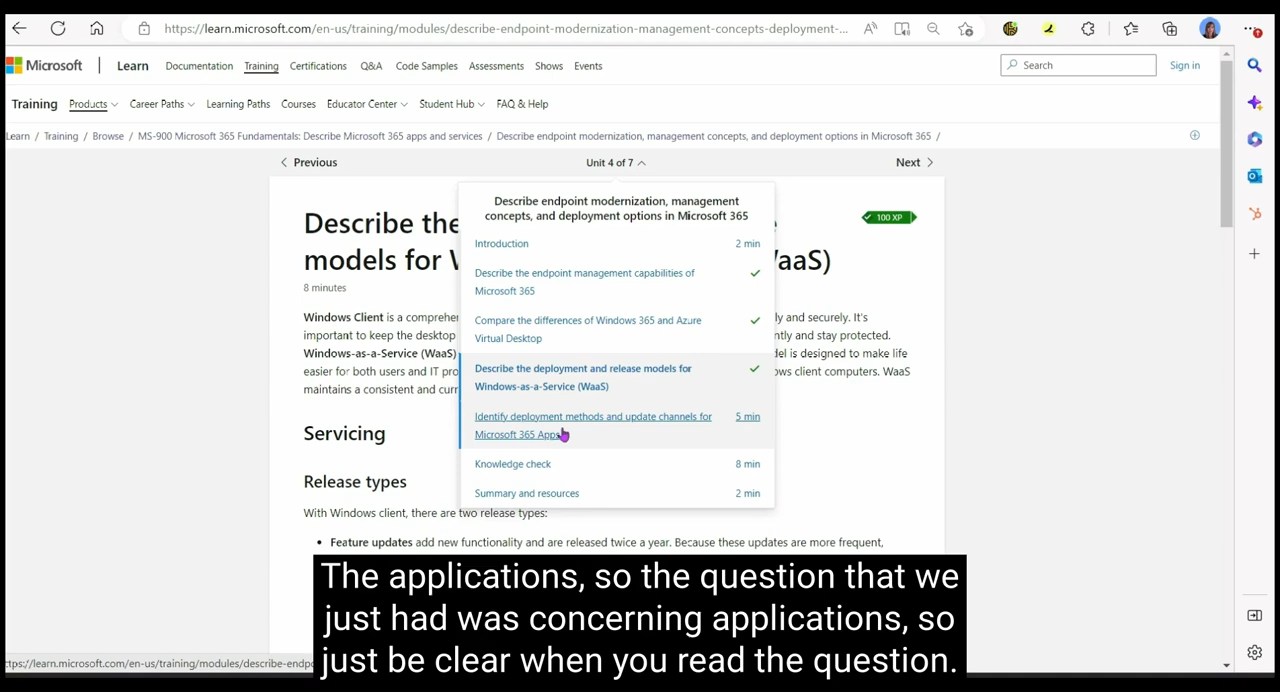 https://learn.microsoft.com/en-us/training/modules/describe-endpoint-modernization-management-concepts-deployment-...
Microsoft Learn Documentation Training Certifications Q&A Code Samples Assessments Shows Events Search Sign in
Training Products Career Paths Learning Paths Courses Educator Center Student Hub FAQ & Help
Learn / Training / Browse / MS-900 Microsoft 365 Fundamentals: Describe Microsoft 365 apps and services / Describe endpoint modernization, management concepts, and deployment options in Microsoft 365 /
Previous Unit 4 of 7 Next
Describe endpoint modernization, management
concepts, and deployment options in Microsoft 365
Introduction 2 min
Describe the endpoint management capabilities of
Microsoft 365
Compare the differences of Windows 365 and Azure
Virtual Desktop
Describe the deployment and release models for
Windows-as-a-Service (WaaS)
Identify deployment methods and update channels for 5 min
Microsoft 365 Apps
Knowledge check 8 min
Summary and resources 2 min
Describe the
100 XP
models for aaS)
8 minutes
Windows Client is a comprehen ly and securely. It's
important to keep the desktop ntly and stay protected.
Windows-as-a-Service (WaaS) del is designed to make life
easier for both users and IT pro ws client computers. WaaS
maintains a consistent and curr
Servicing
Release types
With Windows client, there are two release types:
• Feature updates add new functionality and are released twice a year. Because these updates are more frequent,
The applications, so the question that we
just had was concerning applications, so
just be clear when you read the question.
ttps://learn.microsoft.com/en-us/training/modules/describe-endpo